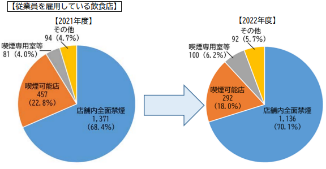 【従業員を雇用している飲食店】
【2021年度】
その他
94 (4.7%)
喫煙専用室等
81 (4.0%)
喫煙可能店
457
(22.8%)
店舗内全面禁煙
1,371
(68.4%)
【2022年度】
その他
92 (5.7%)
喫煙専用室等
100 (6.2%)
喫煙可能店
292
(18.0%)
店舗内全面禁煙
1,136
(70.1%)